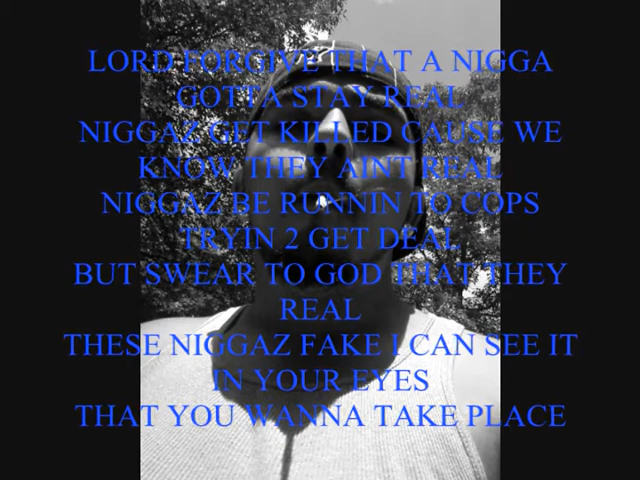 LORD FORGIVE THAT A NIGGA
GOTTA STAY REAL
NIGGAZ GET KILLED CAUSE WE
KNOW THEY AINT REAL
NIGGAZ BE RUNNIN TO COPS
TRYIN 2 GET DEAL
BUT SWEAR TO GOD THAT THEY
REAL
THESE NIGGAZ FAKE I CAN SEE IT
IN YOUR EYES
THAT YOU WANNA TAKE PLACE